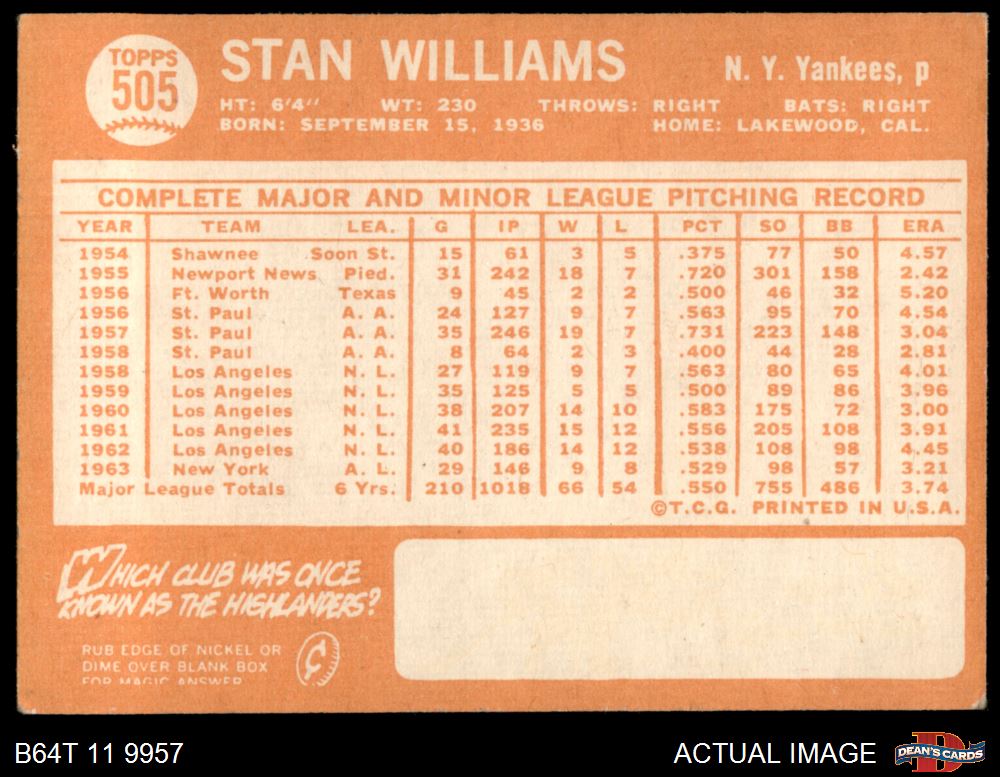 TOPPS
505
STAN WILLIAMS
N. Y. Yankees, p
HT: 6'4" WT: 230 THROWS: RIGHT BATS: RIGHT
BORN: SEPTEMBER 15, 1936 HOME: LAKEWOOD, CAL.
COMPLETE MAJOR AND MINOR LEAGUE PITCHING RECORD
YEAR TEAM LEA. G IP W L PCT SO BB ERA
1954 Shawnee Soon St. 15 61 3 5 .375 77 50 4.57
1955 Newport News Pied. 31 242 18 7 .720 301 158 2.42
1956 Ft. Worth Texas 9 45 2 2 .500 46 32 5.20
1956 St. Paul A. A. 24 127 9 7 .563 95 70 4.54
1957 St. Paul A. A. 35 246 19 7 .731 223 148 3.04
1958 St. Paul A. A. 8 64 2 3 .400 44 28 2.81
1958 Los Angeles N. L. 27 119 9 7 .563 80 65 4.01
1959 Los Angeles N. L. 35 125 5 5 .500 89 86 3.96
1960 Los Angeles N. L. 38 207 14 10 .583 175 72 3.00
1961 Los Angeles N. L. 41 235 15 12 .556 205 108 3.91
1962 Los Angeles N. L. 40 186 14 12 .538 108 98 4.45
1963 New York A. L. 29 146 9 8 .529 98 57 3.21
Major League Totals 6 Yrs. 210 1018 66 54 .550 755 486 3.74
©T.C.G. PRINTED IN U.S.A.
WHICH CLUB WAS ONCE
KNOWN AS THE HIGHLANDERS?
RUB EDGE OF NICKEL OR
DIME OVER BLANK BOX
FOR MAGIC ANSWER
¢
B64T 11 9957
ACTUAL IMAGE
DEAN'S CARDS